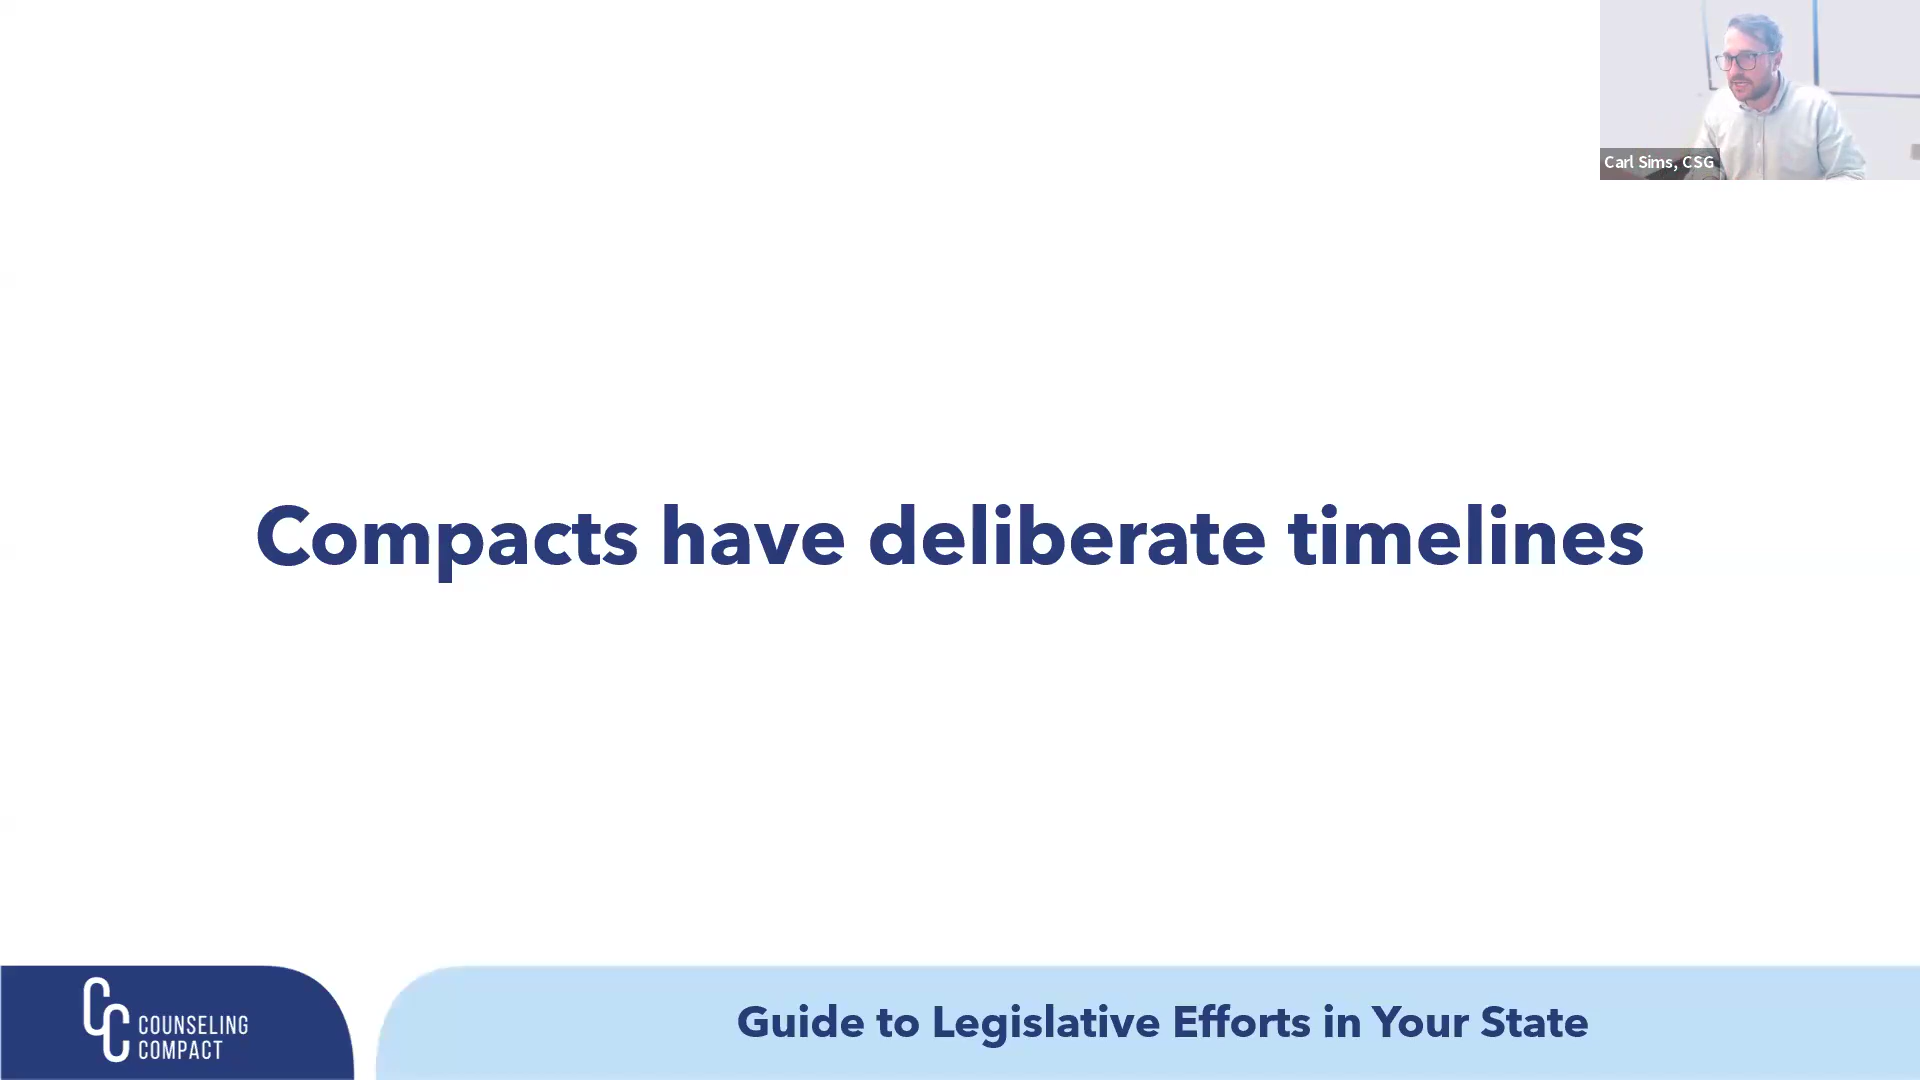 Carl Sims, CSG
Compacts have deliberate timelines
COUNSELING
COMPACT
Guide to Legislative Efforts in Your State